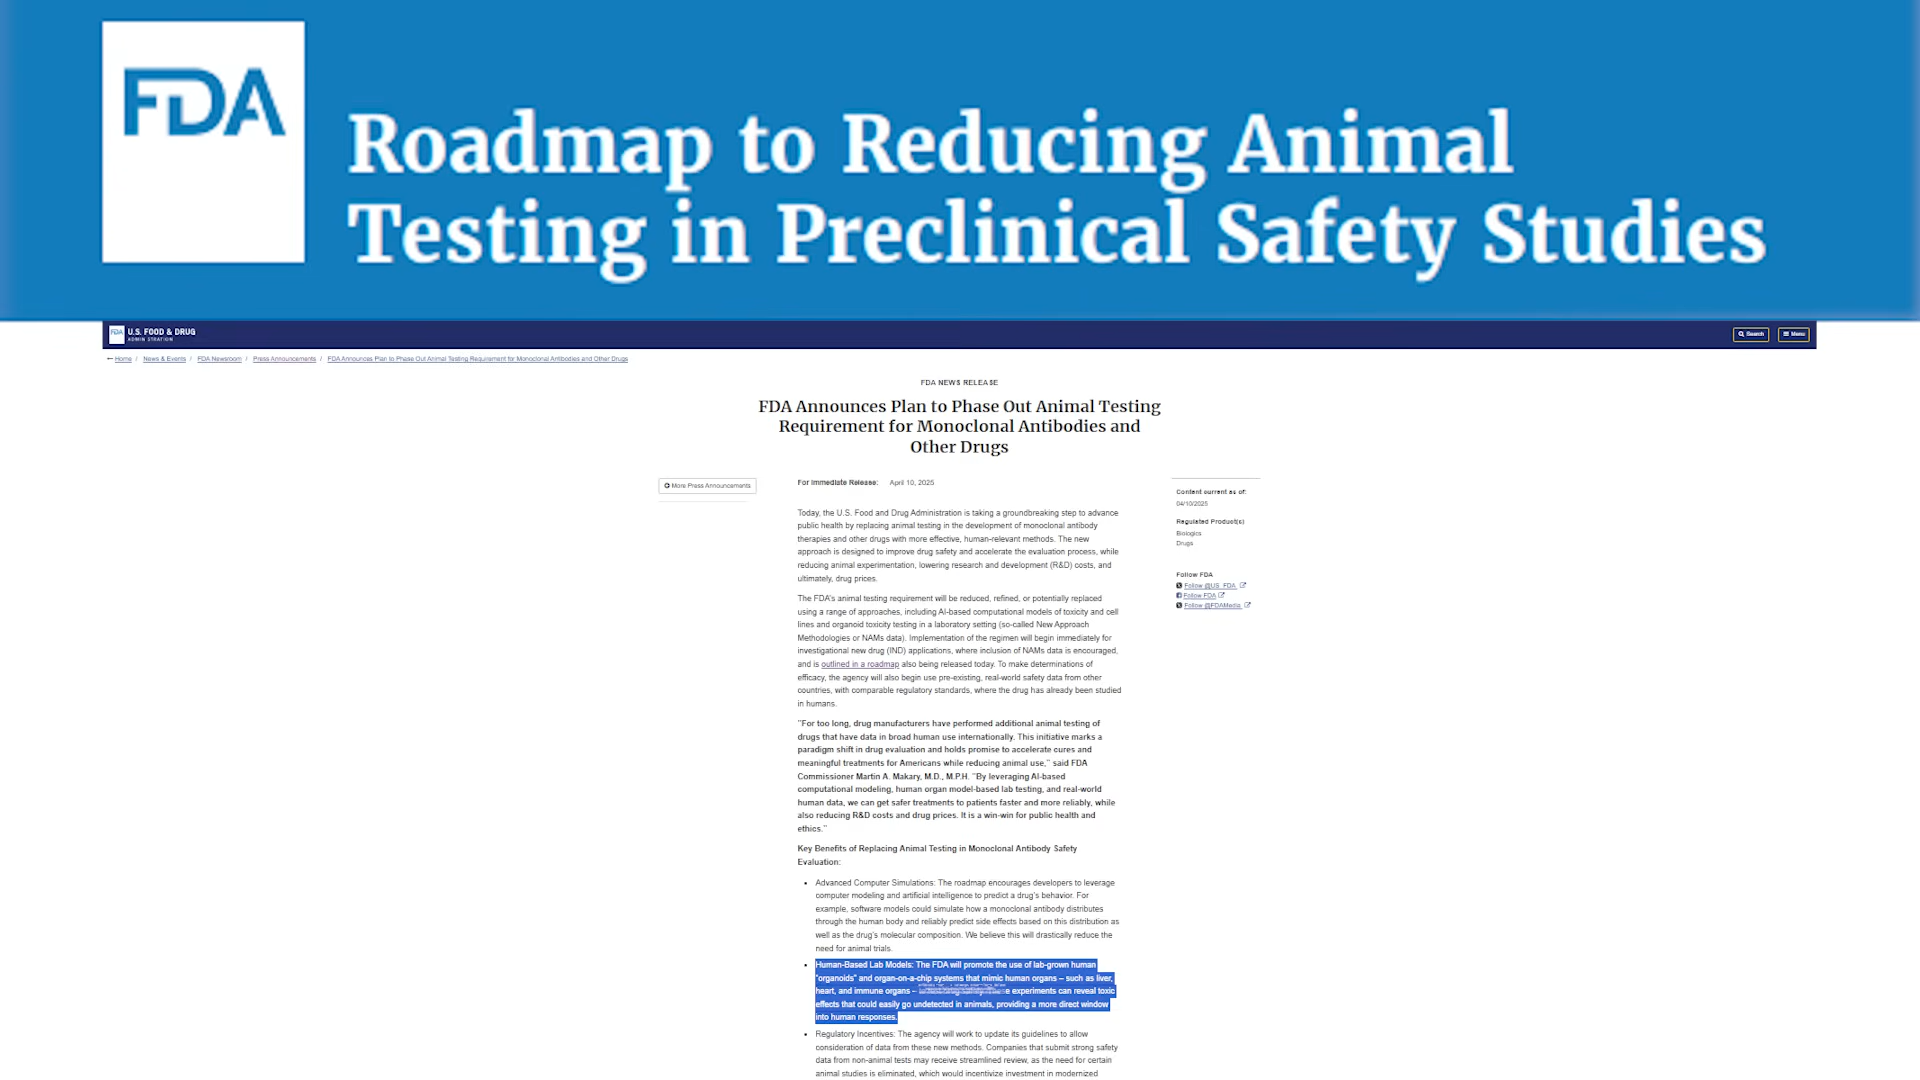 FDA
Roadmap to Reducing Animal
Testing in Preclinical Safety Studies
FDA U.S. FOOD & DRUG
ADMINISTRATION
Search
Menu
Home / News & Events / FDA Newsroom / Press Announcements / FDA Announces Plan to Phase Out Animal Testing Requirement for Monoclonal Antibodies and Other Drugs
FDA NEWS RELEASE
FDA Announces Plan to Phase Out Animal Testing
Requirement for Monoclonal Antibodies and
Other Drugs
More Press Announcements
For Immediate Release: April 10, 2025
Today, the U.S. Food and Drug Administration is taking a groundbreaking step to advance
public health by replacing animal testing in the development of monoclonal antibody
therapies and other drugs with more effective, human-relevant methods. The new
approach is designed to improve drug safety and accelerate the evaluation process, while
reducing animal experimentation, lowering research and development (R&D) costs, and
ultimately, drug prices.
The FDA's animal testing requirement will be reduced, refined, or potentially replaced
using a range of approaches, including AI-based computational models of toxicity and cell
lines and organoid toxicity testing in a laboratory setting (so-called New Approach
Methodologies or NAMs data). Implementation of the regimen will begin immediately for
investigational new drug (IND) applications, where inclusion of NAMs data is encouraged,
and is outlined in a roadmap also being released today. To make determinations of
efficacy, the agency will also begin use pre-existing, real-world safety data from other
countries, with comparable regulatory standards, where the drug has already been studied
in humans.
"For too long, drug manufacturers have performed additional animal testing of
drugs that have data in broad human use internationally. This initiative marks a
paradigm shift in drug evaluation and holds promise to accelerate cures and
meaningful treatments for Americans while reducing animal use," said FDA
Commissioner Martin A. Makary, M.D., M.P.H. "By leveraging AI-based
computational modeling, human organ model-based lab testing, and real-world
human data, we can get safer treatments to patients faster and more reliably, while
also reducing R&D costs and drug prices. It is a win-win for public health and
ethics."
Key Benefits of Replacing Animal Testing in Monoclonal Antibody Safety
Evaluation:
• Advanced Computer Simulations: The roadmap encourages developers to leverage
computer modeling and artificial intelligence to predict a drug's behavior. For
example, software models could simulate how a monoclonal antibody distributes
through the human body and reliably predict side effects based on this distribution as
well as the drug's molecular composition. We believe this will drastically reduce the
need for animal trials.
• Human-Based Lab Models: The FDA will promote the use of lab-grown human
"organoids" and organ-on-a-chip systems that mimic human organs – such as liver,
heart, and immune organs – experiments can reveal toxic
effects that could easily go undetected in animals, providing a more direct window
into human responses.
• Regulatory Incentives: The agency will work to update its guidelines to allow
consideration of data from these new methods. Companies that submit strong safety
data from non-animal tests may receive streamlined review, as the need for certain
animal studies is eliminated, which would incentivize investment in modernized
Content current as of:
04/10/2025
Regulated Product(s)
Biologics
Drugs
Follow FDA
Follow @US_FDA
Follow FDA
Follow @FDAMedia